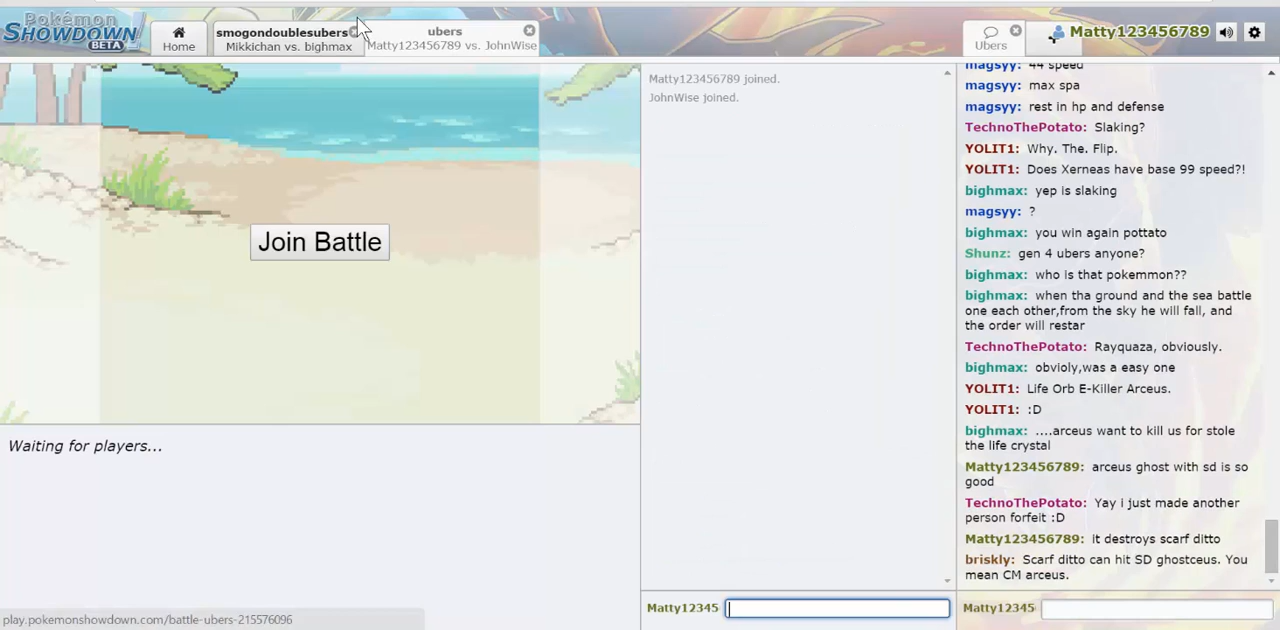 Pokémon
SHOWDOWN!
BETA
Home
smogondoublesubers
Mikkichan vs. bighmax
ubers
Matty123456789 vs. JohnWise
Ubers
Matty123456789
Join Battle
Waiting for players...
play.pokemonshowdown.com/battle-ubers-215576096
Matty123456789 joined.
JohnWise joined.
Matty12345
magsyy: 44 speed
magsyy: max spa
magsyy: rest in hp and defense
TechnoThePotato: Slaking?
YOLIT1: Why. The. Flip.
YOLIT1: Does Xerneas have base 99 speed?!
bighmax: yep is slaking
magsyy: ?
bighmax: you win again pottato
Shunz: gen 4 ubers anyone?
bighmax: who is that pokemmon??
bighmax: when tha ground and the sea battle
one each other,from the sky he will fall, and
the order will restar
TechnoThePotato: Rayquaza, obviously.
bighmax: obvioly,was a easy one
YOLIT1: Life Orb E-Killer Arceus.
YOLIT1: :D
bighmax: ....arceus want to kill us for stole
the life crystal
Matty123456789: arceus ghost with sd is so
good
TechnoThePotato: Yay i just made another
person forfeit :D
Matty123456789: it destroys scarf ditto
briskly: Scarf ditto can hit SD ghostceus. You
mean CM arceus.
Matty12345